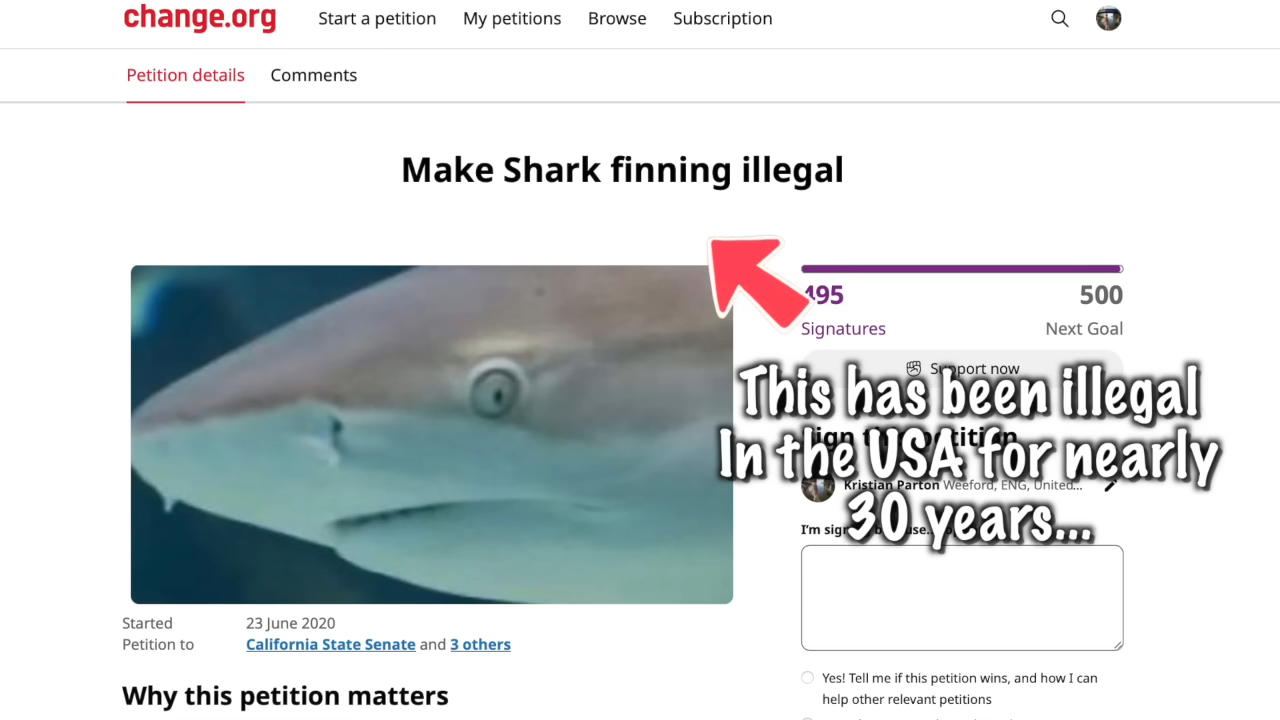 change.org
Start a petition
My petitions
Browse
Subscription
Petition details
Comments
Make Shark finning illegal
495
500
Signatures
Next Goal
Support now
This has been illegal
In the USA for nearly
30 years...
Kristian Parton Weeford, ENG, United...
Started 23 June 2020
Petition to California State Senate and 3 others
Why this petition matters
Yes! Tell me if this petition wins, and how I can
help other relevant petitions